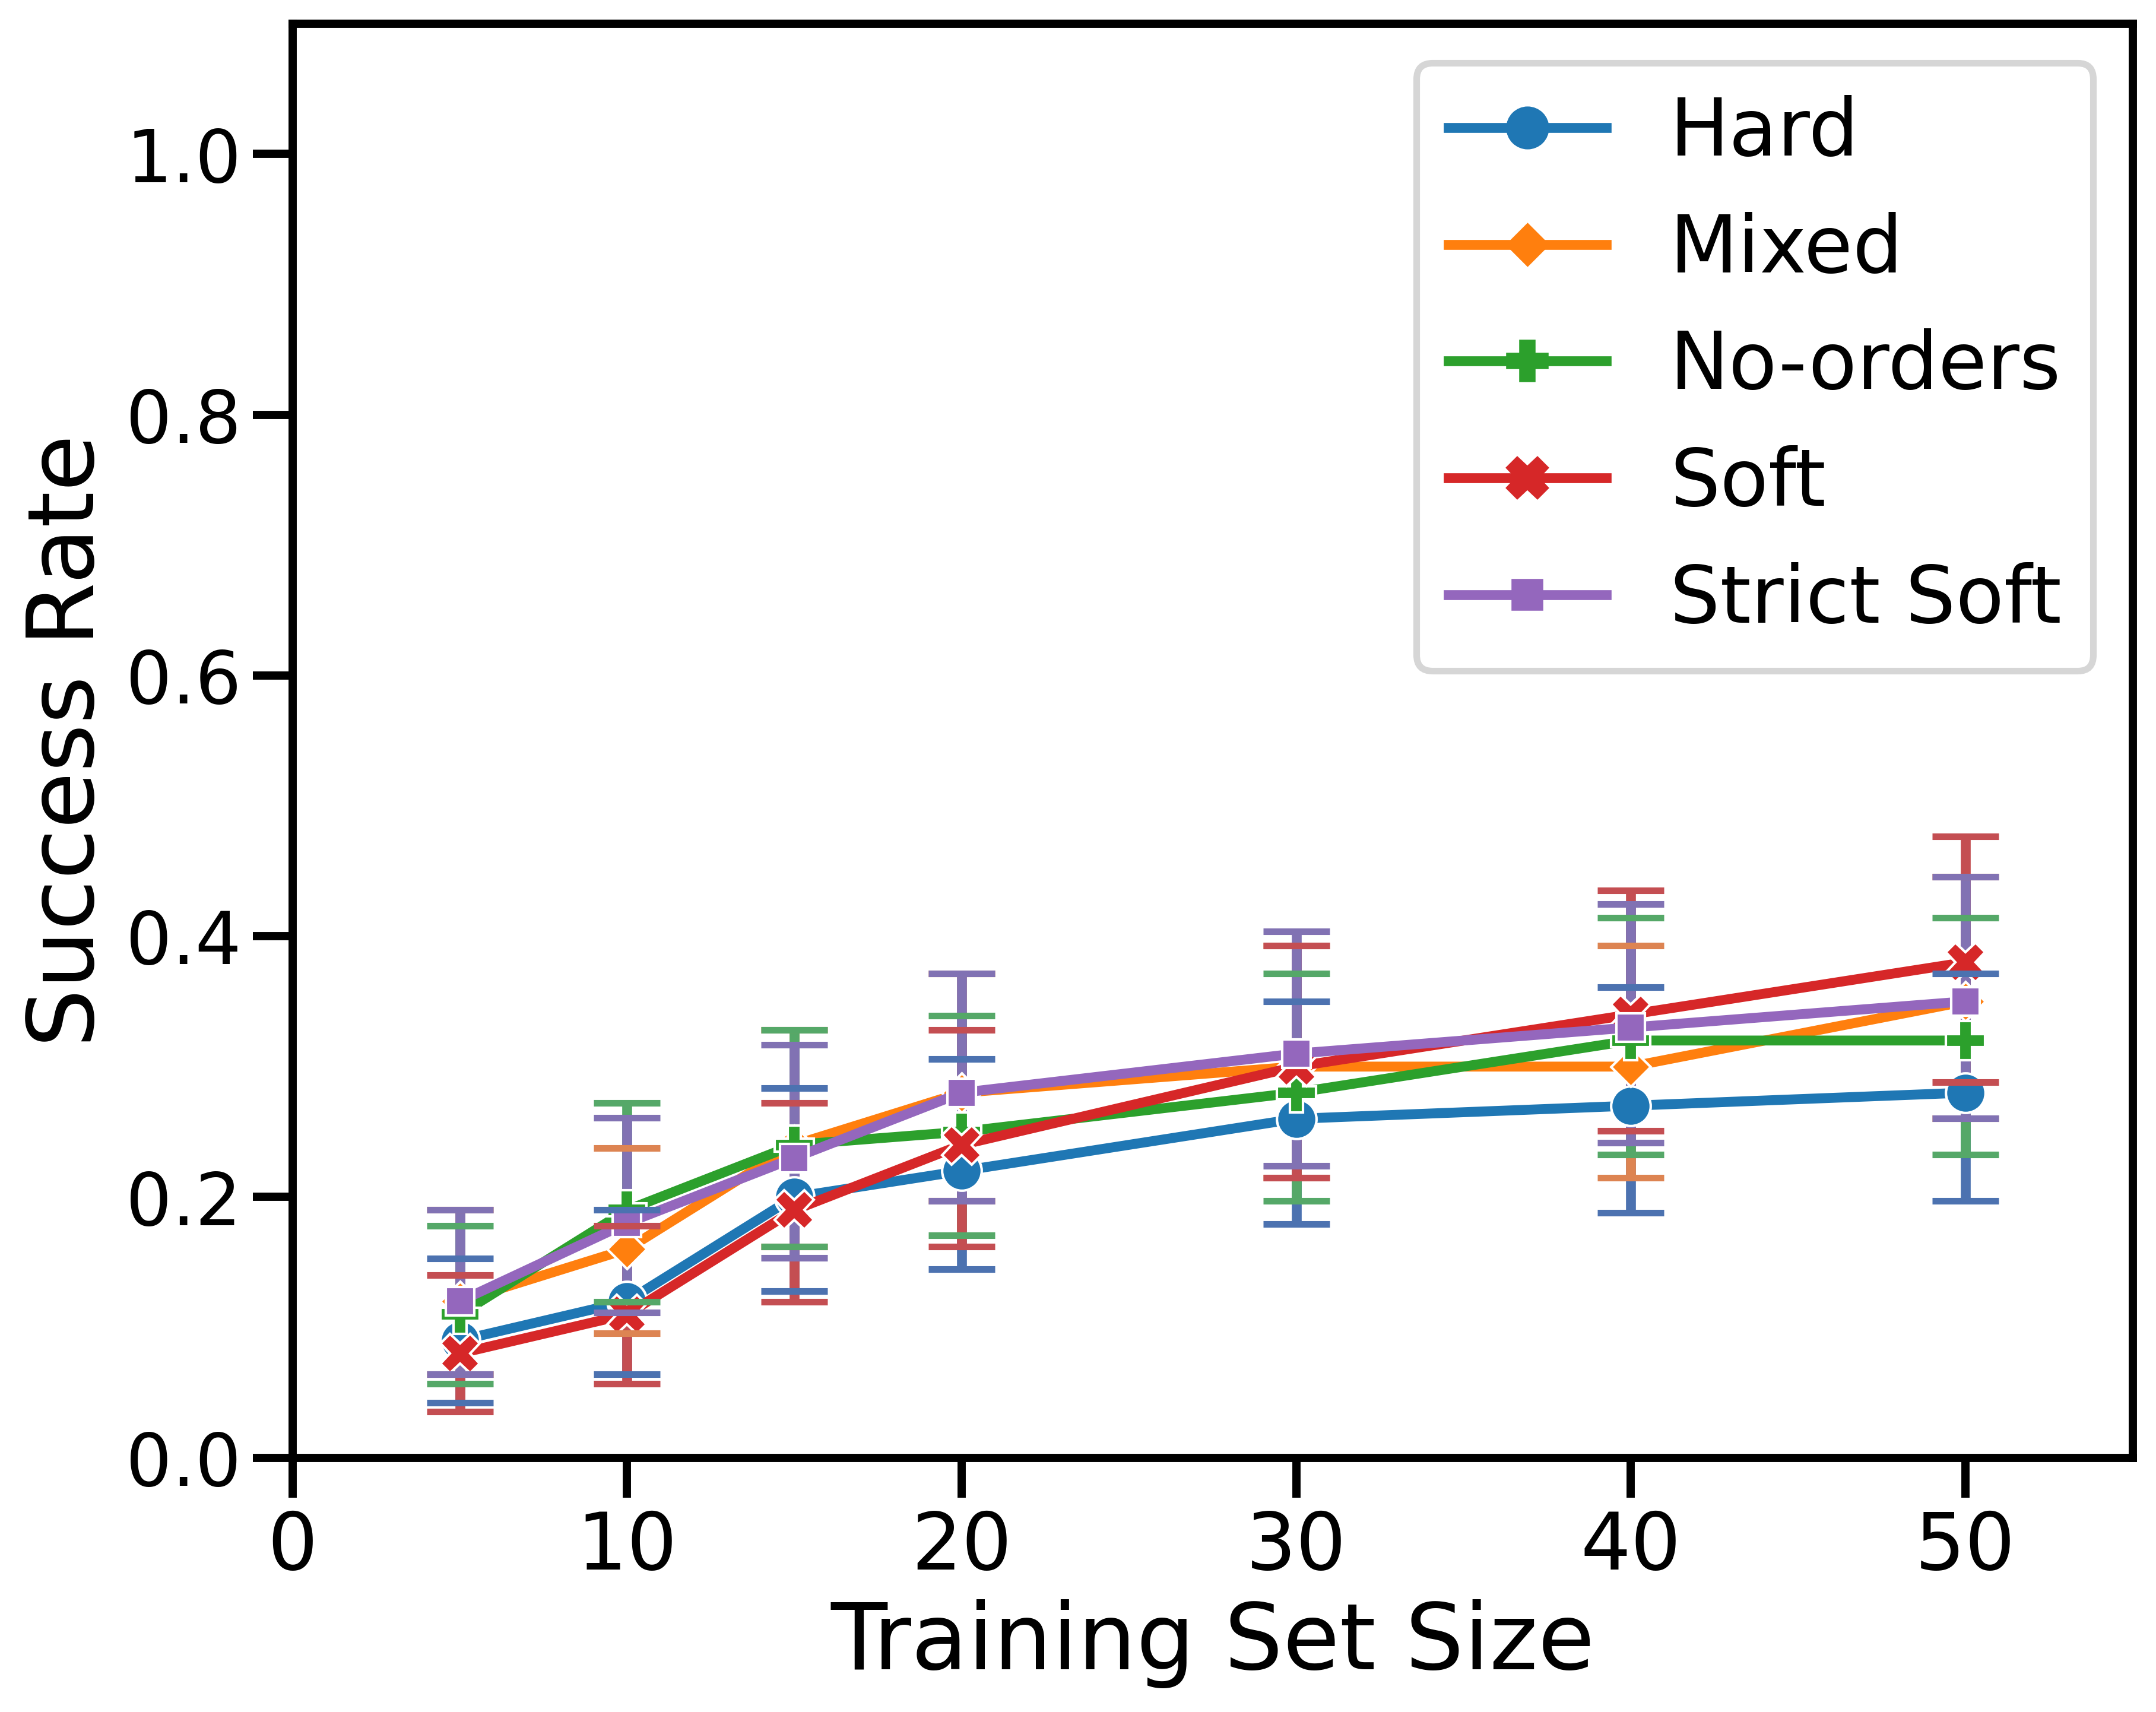 Success Rate
1.0
0.8
0.6
0.4
0.2
0.0
0 10 20 30 40 50
Training Set Size
Hard
Mixed
No-orders
Soft
Strict Soft